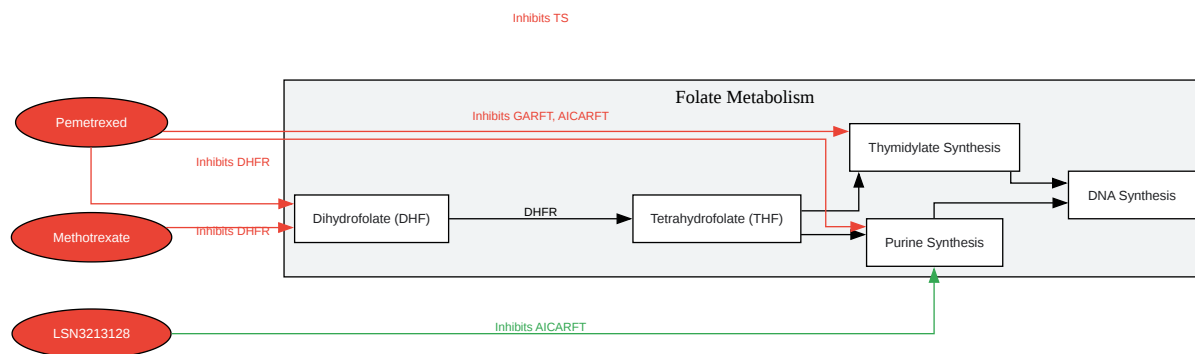 Inhibits TS
Folate Metabolism
Pemetrexed
Inhibits GARFT, AICARFT
Thymidylate Synthesis
Inhibits DHFR
DNA Synthesis
Dihydrofolate (DHF)
DHFR
Tetrahydrofolate (THF)
Methotrexate
Inhibits DHFR
Purine Synthesis
LSN3213128
Inhibits AICARFT